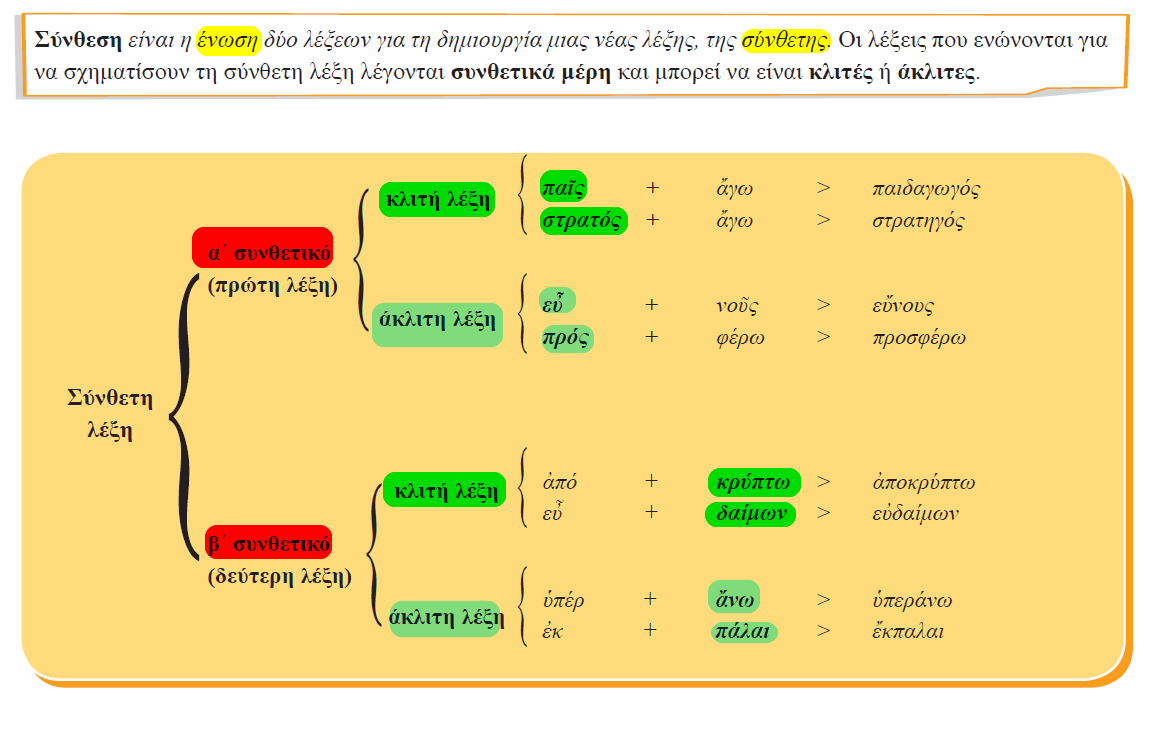 Σύνθεση είναι η ένωση δύο λέξεων για τη δημιουργία μιας νέας λέξης, της σύνθετης. Οι λέξεις που ενώνονται για
να σχηματίσουν τη σύνθετη λέξη λέγονται συνθετικά μέρη και μπορεί να είναι κλιτές ή άκλιτες.
Σύνθετη
λέξη
α΄ συνθετικό
(πρώτη λέξη)
κλιτή λέξη
παῖς + ἄγω > παιδαγωγός
στρατός + ἄγω > στρατηγός
άκλιτη λέξη
εὖ + νοῦς > εὔνους
πρός + φέρω > προσφέρω
β΄ συνθετικό
(δεύτερη λέξη)
κλιτή λέξη
ἀπό + κρύπτω > ἀποκρύπτω
εὖ + δαίμων > εὐδαίμων
άκλιτη λέξη
ὑπέρ + ἄνω > ὑπεράνω
ἐκ + πάλαι > ἔκπαλαι